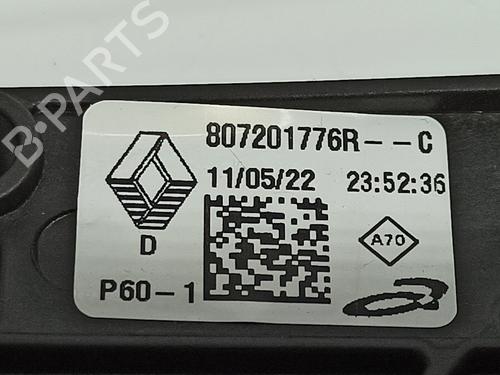 B-PARTS
807201776R--C
11/05/22 23:52:36
D
A70
P60-1